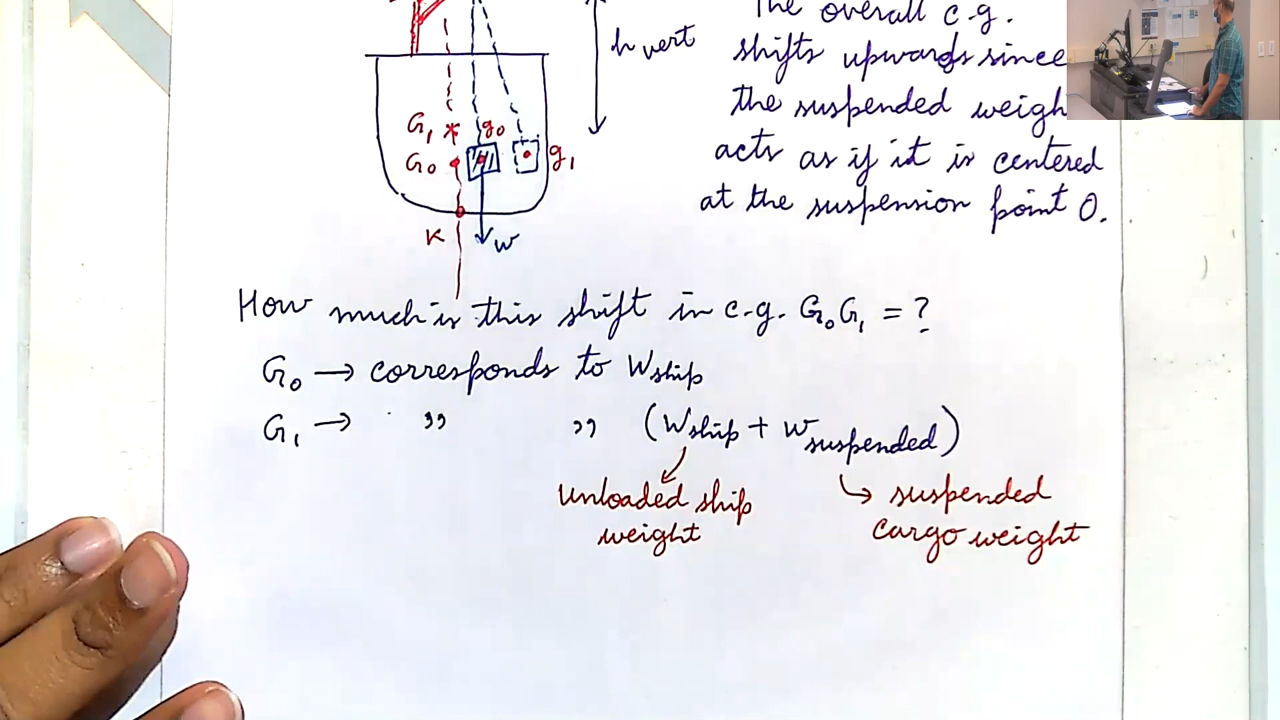 The overall c.g.
h vert
shifts upwards since
the suspended weigh
G₁ g₀
acts as if it is centered
G₀ g₁
at the suspension point O.
K W
How much is this shift in c.g. G₀G₁ = ?
G₀ → corresponds to Wship
G₁ → ,, ,, (Wship + wsuspended)
unloaded ship
weight
suspended
cargo weight